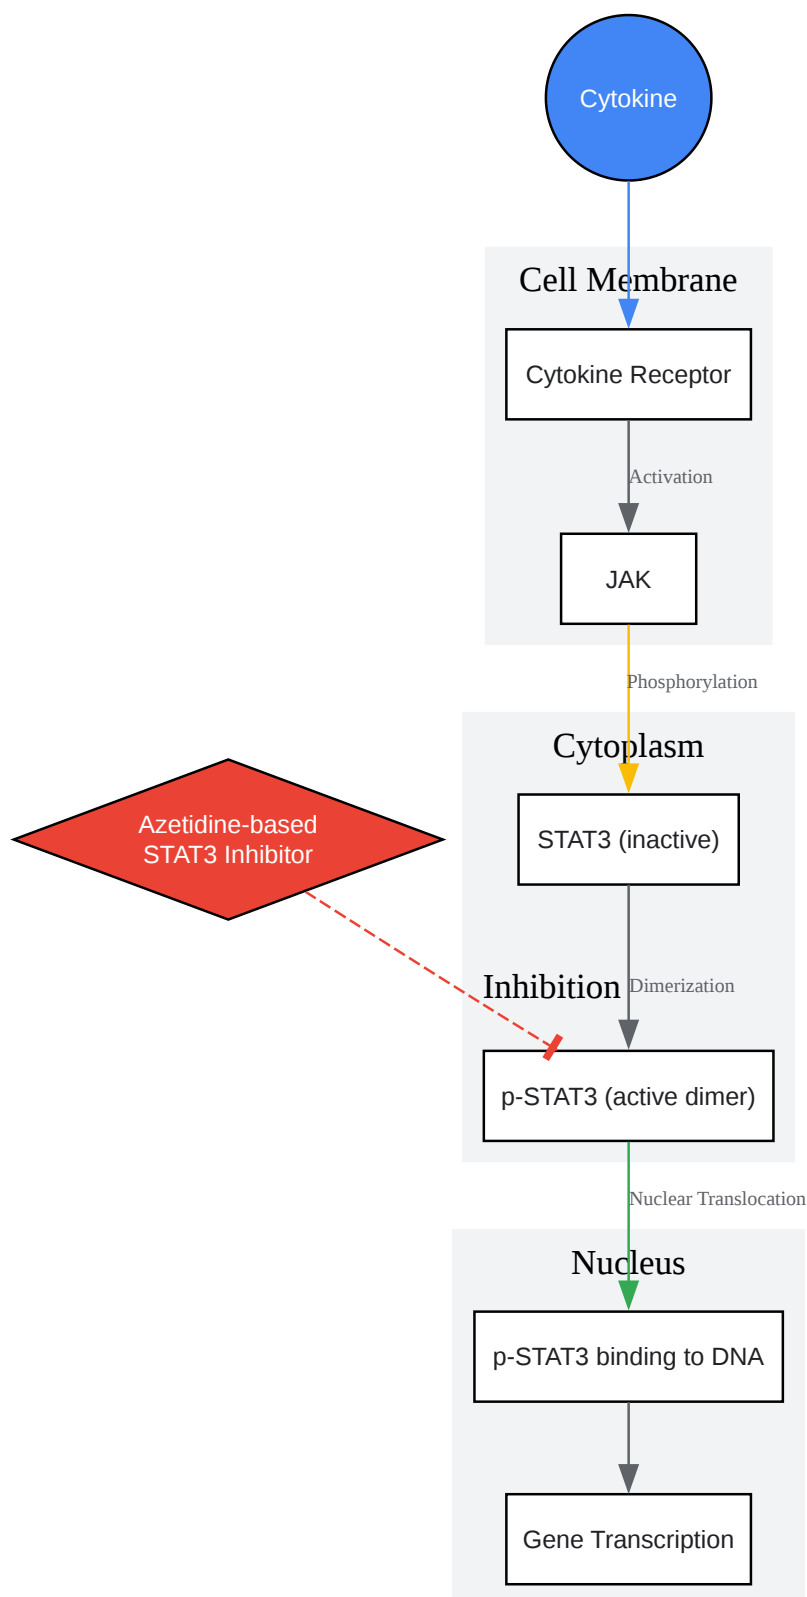 Cytokine
Cell Membrane
Cytokine Receptor
Activation
JAK
Phosphorylation
Cytoplasm
Azetidine-based
STAT3 Inhibitor
STAT3 (inactive)
Inhibition
Dimerization
p-STAT3 (active dimer)
Nuclear Translocation
Nucleus
p-STAT3 binding to DNA
Gene Transcription